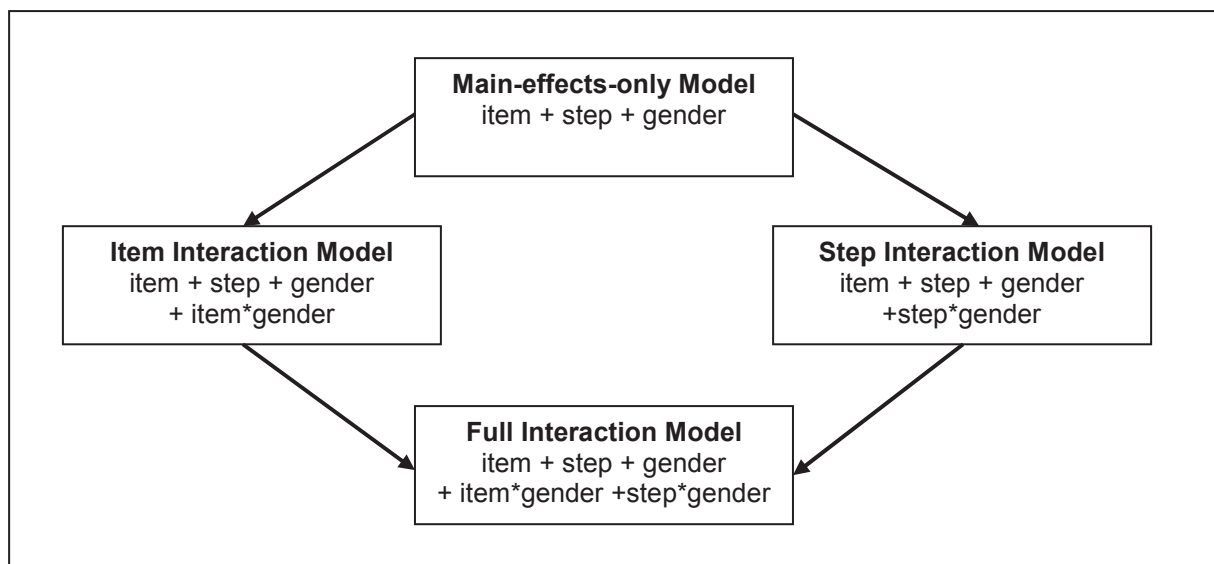 Main-effects-only Model
item + step + gender
Item Interaction Model
item + step + gender
+ item*gender
Step Interaction Model
item + step + gender
+step*gender
Full Interaction Model
item + step + gender
+ item*gender +step*gender